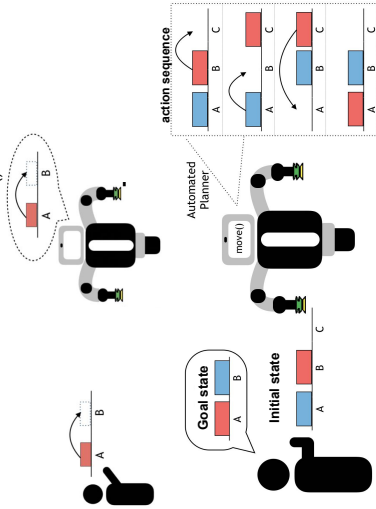 A B
A B
Goal state
A B
Initial state
A B C
Automated
Planner
move()
action sequence
A B C
A B C
A B C
A B C